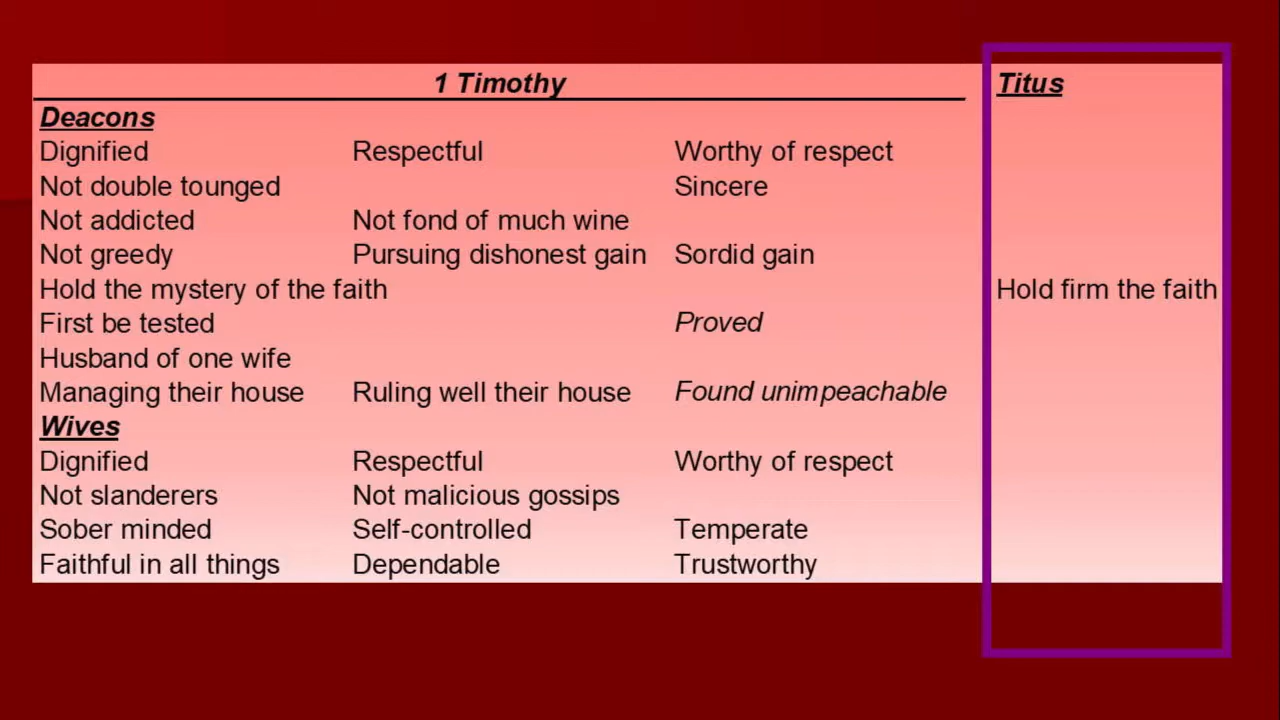 1 Timothy Titus
Deacons
Dignified Respectful Worthy of respect
Not double tounged Sincere
Not addicted Not fond of much wine
Not greedy Pursuing dishonest gain Sordid gain
Hold the mystery of the faith Hold firm the faith
First be tested Proved
Husband of one wife
Managing their house Ruling well their house Found unimpeachable
Wives
Dignified Respectful Worthy of respect
Not slanderers Not malicious gossips
Sober minded Self-controlled Temperate
Faithful in all things Dependable Trustworthy